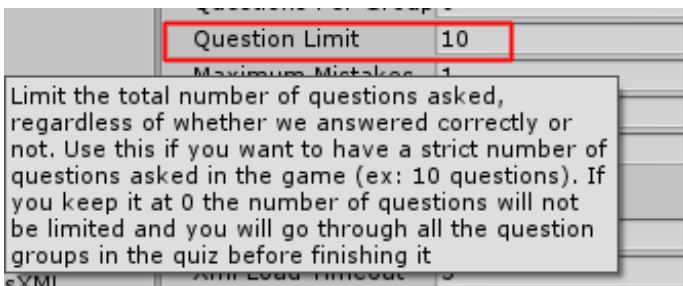 Question Limit 10
Maximum Mistakes 1
Limit the total number of questions asked,
regardless of whether we answered correctly or
not. Use this if you want to have a strict number of
questions asked in the game (ex: 10 questions). If
you keep it at 0 the number of questions will not
be limited and you will go through all the question
groups in the quiz before finishing it